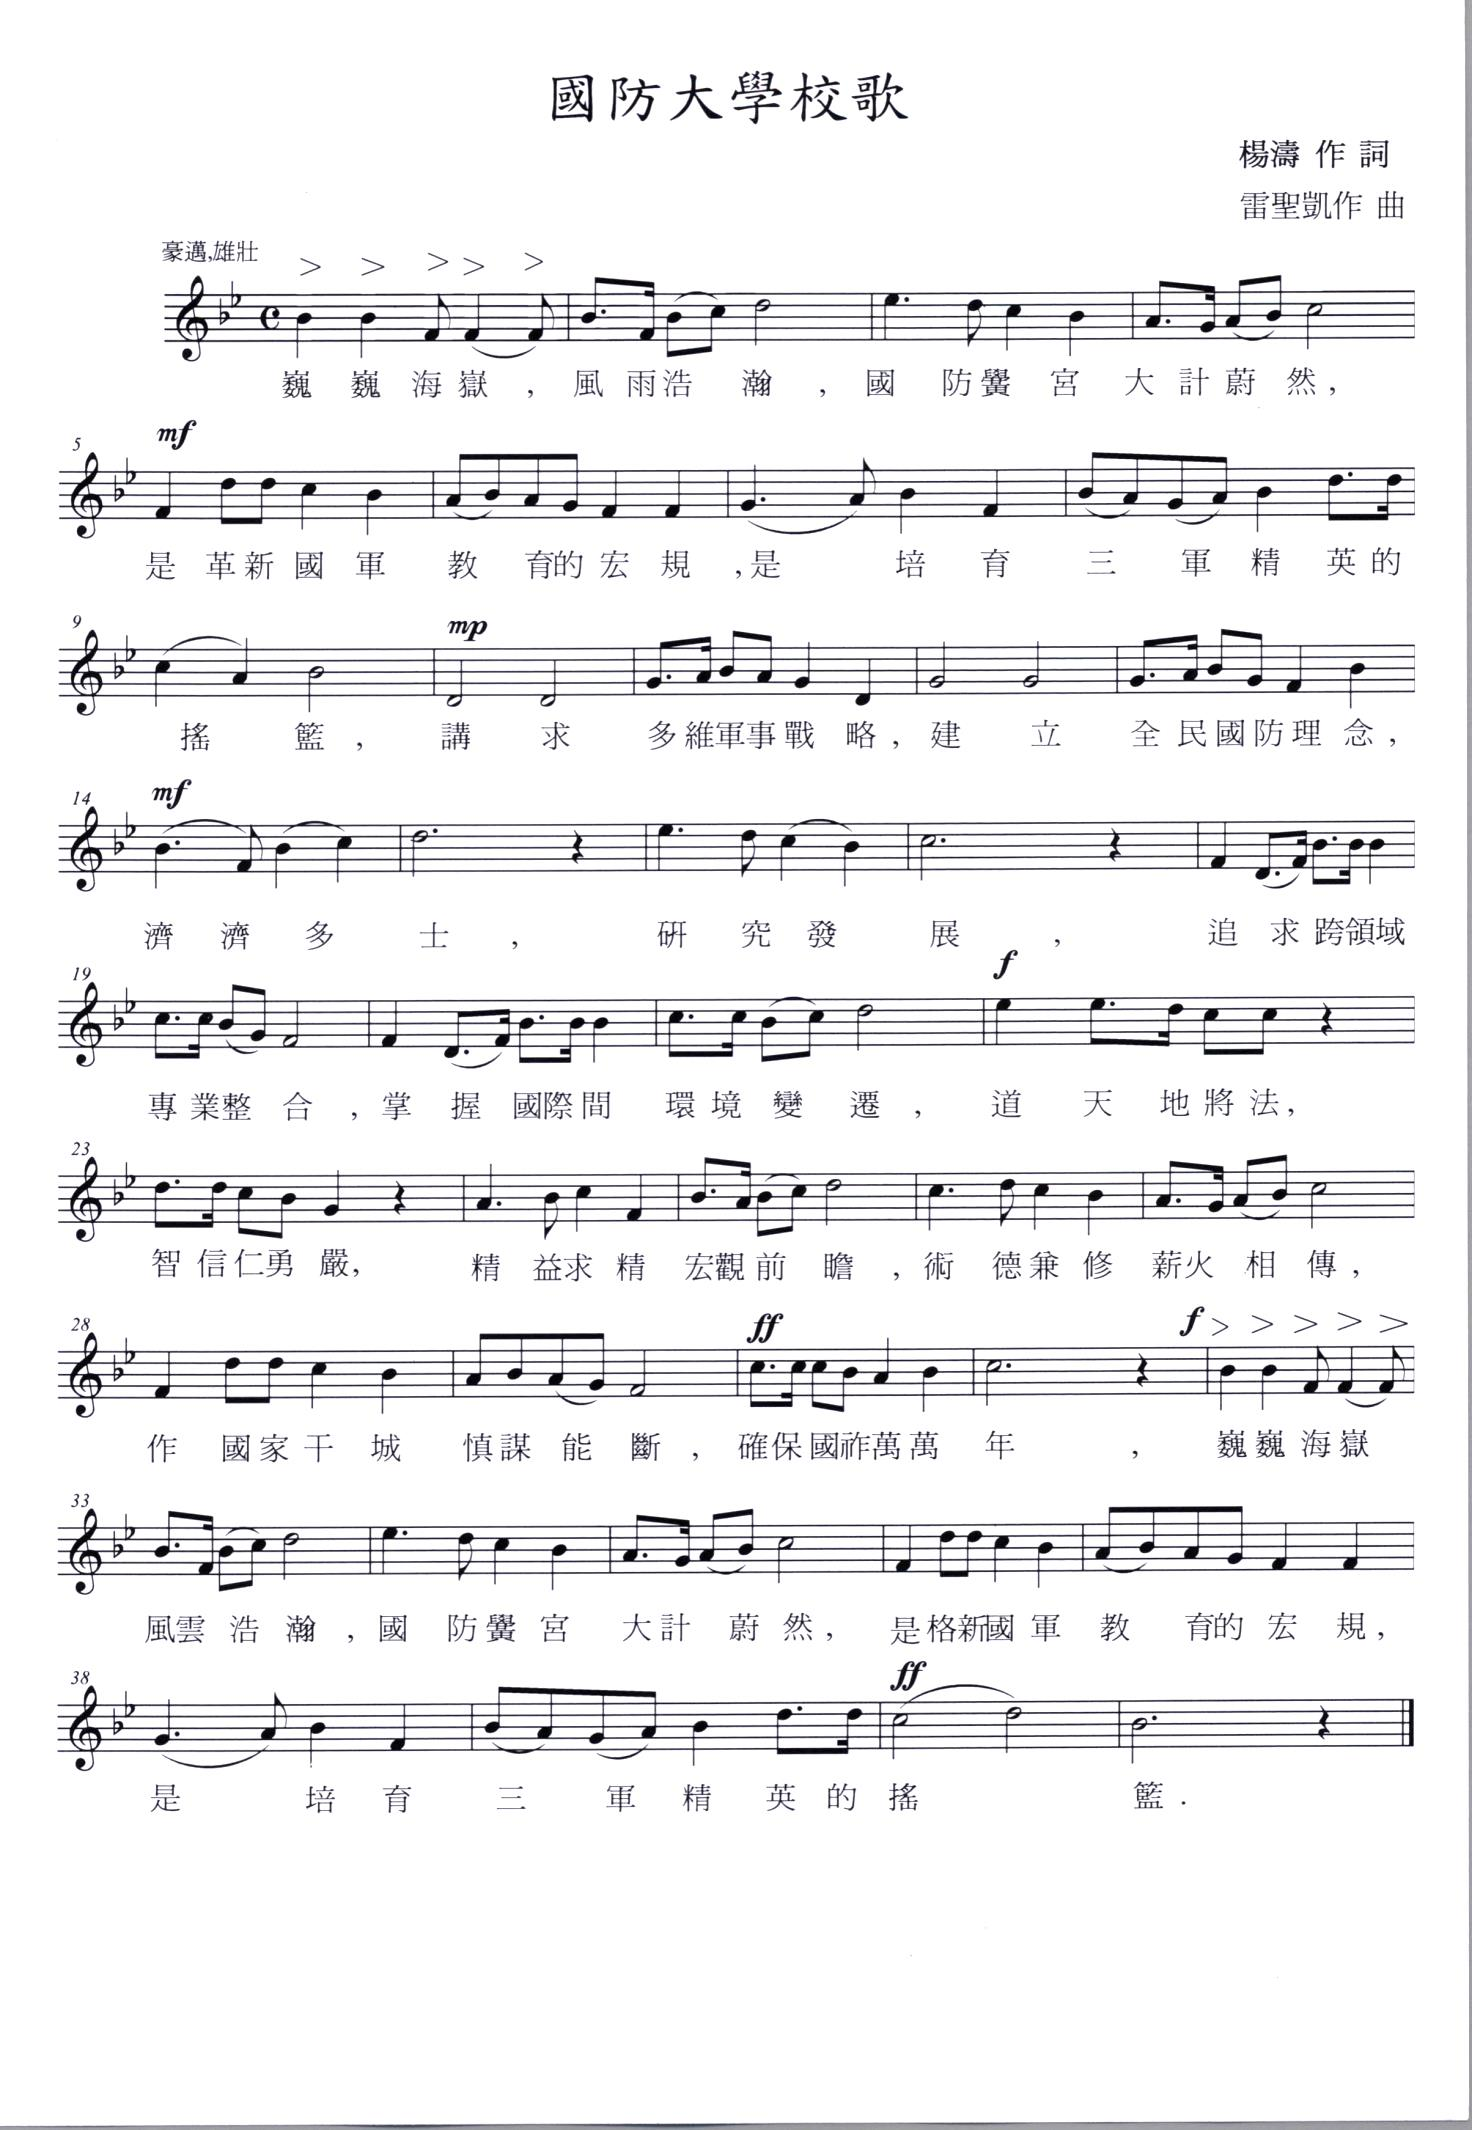 國防大學校歌
楊濤 作 詞
雷聖凱作 曲
豪邁,雄壯
巍 巍 海 嶽 , 風 雨 浩 瀚 , 國 防 黌 宮 大 計 蔚 然,
5 mf
是 革 新 國 軍 教 育的 宏 規 ,是 培 育 三 軍 精 英 的
9 mp
搖 籃 , 講 求 多 維軍事 戰 略 , 建 立 全 民 國 防 理 念 ,
14 mf
濟 濟 多 士 , 研 究 發 展 , 追 求 跨領域
19 f
專 業整 合 , 掌 握 國際 間 環 境 變 遷 , 道 天 地 將 法,
23
智 信 仁勇 嚴, 精 益求 精 宏觀 前 瞻 , 術 德 兼 修 薪火 相 傳 ,
28 ff f
作 國 家 干 城 慎 謀 能 斷 , 確保 國祚萬 萬 年 , 巍巍 海 嶽
33
風雲 浩 瀚 , 國 防 黌 宮 大 計 蔚 然 , 是格新國 軍 教 育的 宏 規 ,
38 ff
是 培 育 三 軍 精 英 的 搖 籃 .